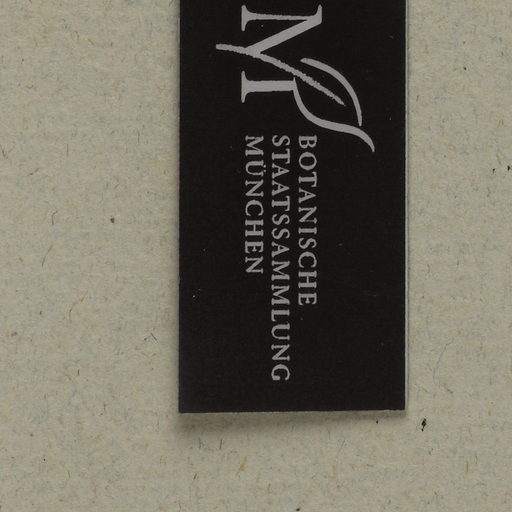 M
BOTANISCHE
STAATSSAMMLUNG
MÜNCHEN